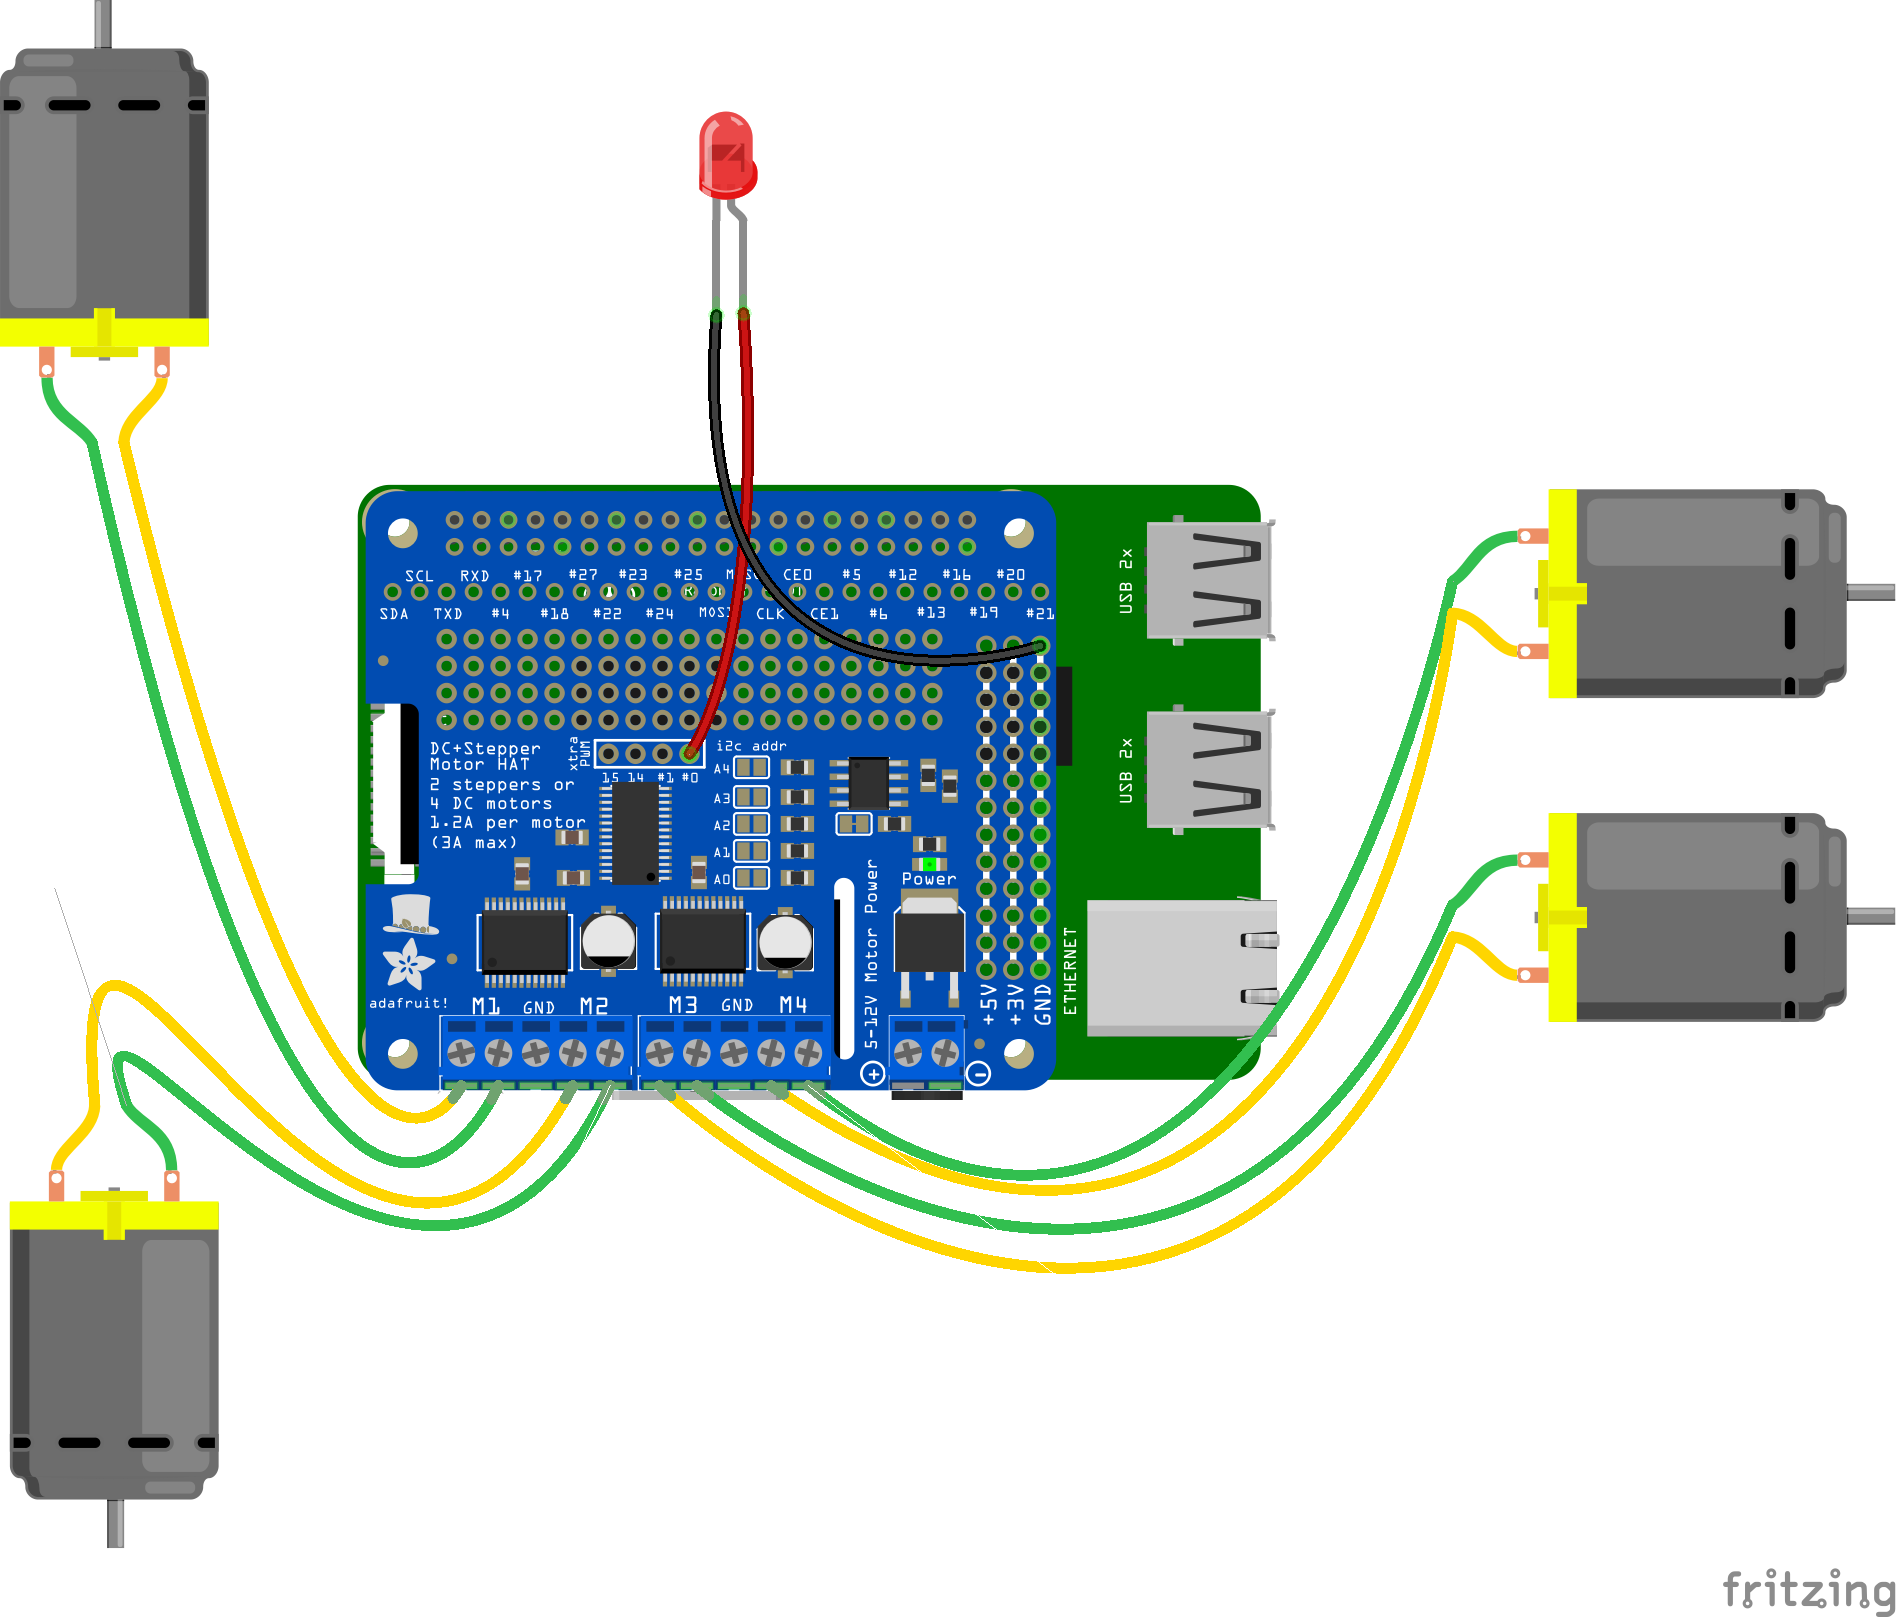 SCL RXD #17 #27 #23 #25 CE0 #5 #12 #16 #20
SDA TXD #4 #18 #22 #24 CLK CE1 #6 #13 #19 #21
DC+Stepper
Motor HAT
2 steppers or
4 DC motors
1.2A per motor
(3A max)
xtra
PWM
15 14 #1 #0
i2c addr
A4
A3
A2
A1
A0
Power
5-12V Motor Power
+5V
+3V
GND
adafruit!
M1 GND M2 M3 GND M4
+ -
USB 2x
USB 2x
ETHERNET
fritzing